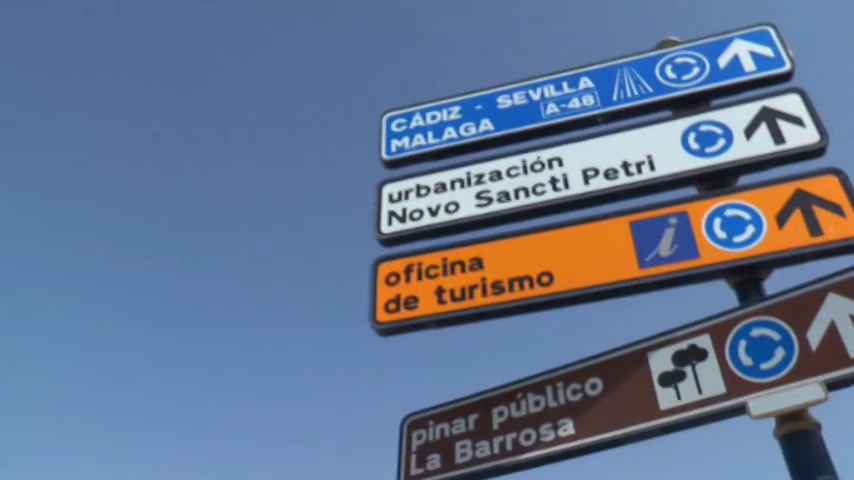 CÁDIZ - SEVILLA
A-48
MALAGA
urbanización
Novo Sancti Petri
oficina
de turismo
i
pinar público
La Barrosa